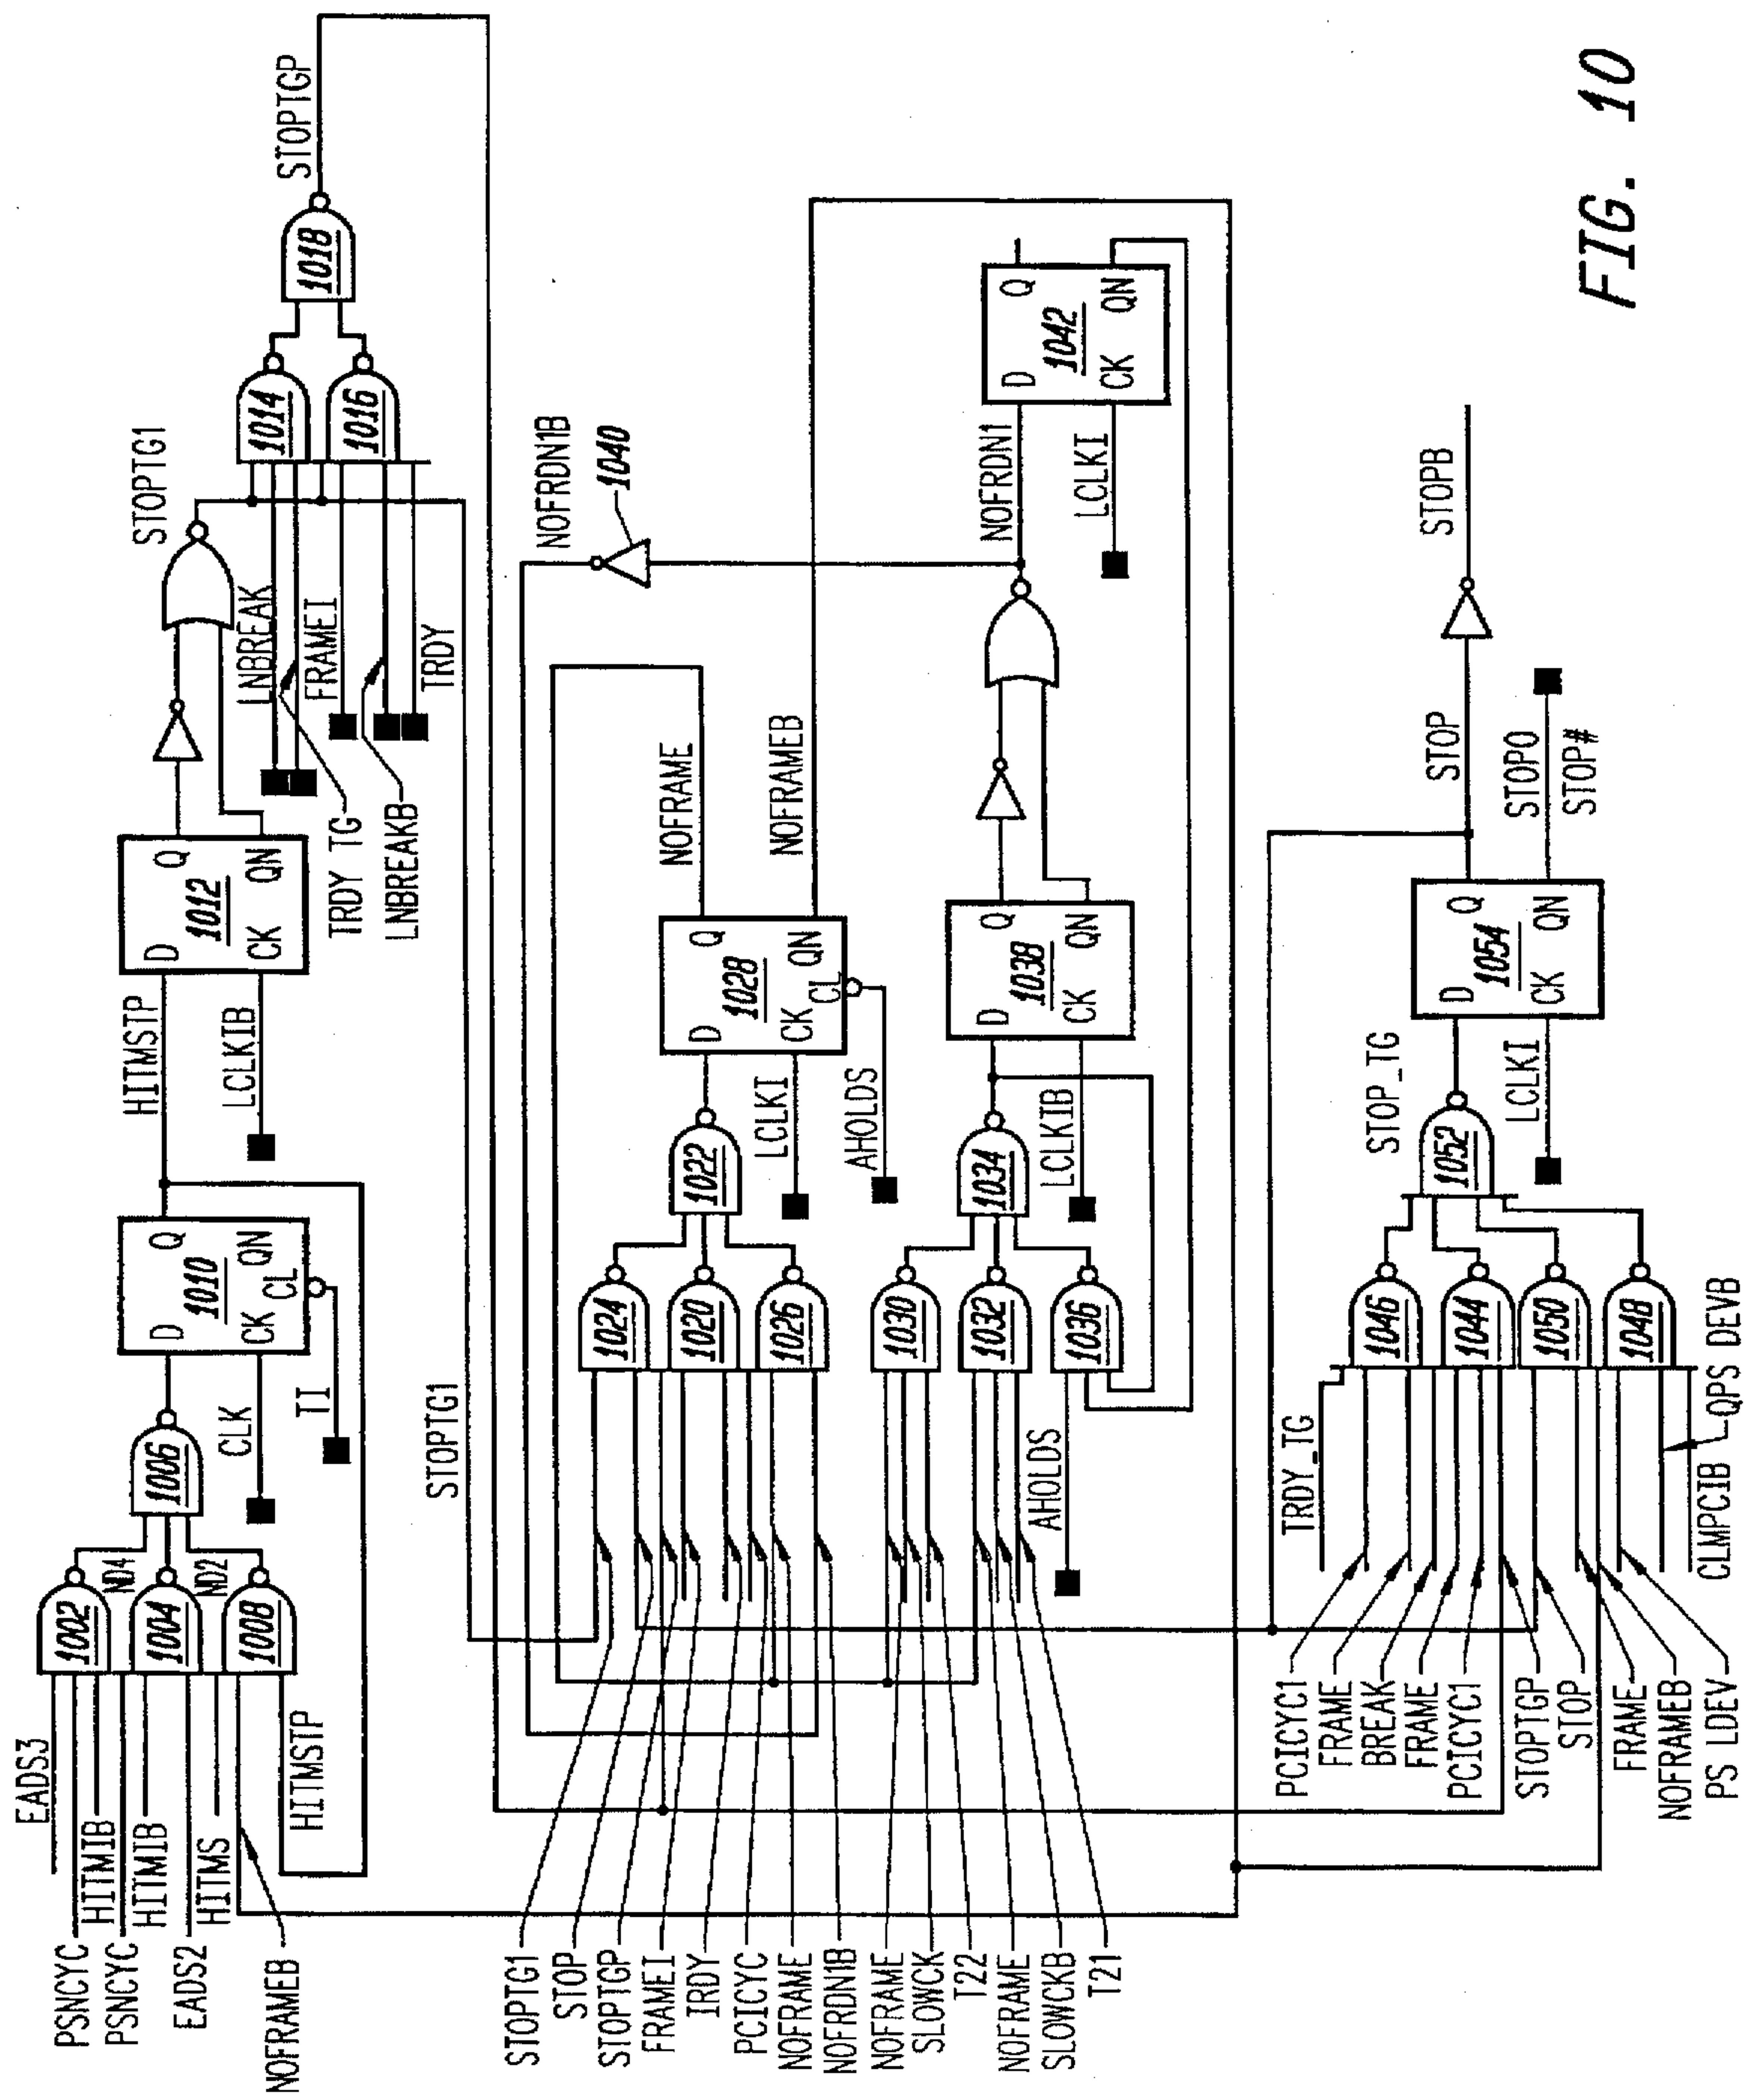 EADS3
PSNCYC
HITMIB
PSNCYC
HITMIB
EADS2
HITMS
NOFRAMEB
HITMSTP
1002
1004
1008
ND4
ND2
1006
CLK
TI
D
Q
1010
CK
QN
CL
HITMSTP
LCLKIB
D
Q
1012
CK
QN
STOPTG1
LNBREAK
TRDY TG
FRAMEI
LNBREAKB
TRDY
1014
1016
1018
STOPTGP
STOPTG1
STOPTG1
STOP
STOPTGP
FRAMEI
IRDY
PCICYC
NOFRAME
NOFRDN1B
1024
1020
1026
1022
LCLKI
AHOLDS
D
Q
1028
CK
QN
CL
NOFRAME
NOFRAMEB
NOFRAME
SLOWCK
T22
NOFRAME
SLOWCKB
T21
AHOLDS
1030
1032
1036
1034
LCLKIB
D
Q
1038
CK
QN
NOFRDN1B
1040
NOFRDN1
LCLKI
D
Q
1042
CK
QN
TRDY_TG
PCICYC1
FRAME
BREAK
FRAME
PCICYC1
STOPTGP
STOP
FRAME
NOFRAMEB
PS LDEV
CLMPCIB
QPS DEVB
1046
1044
1050
1048
1052
STOP_TG
LCLKI
D
Q
1054
CK
QN
STOP
STOPO
STOP#
STOPB
FIG. 10